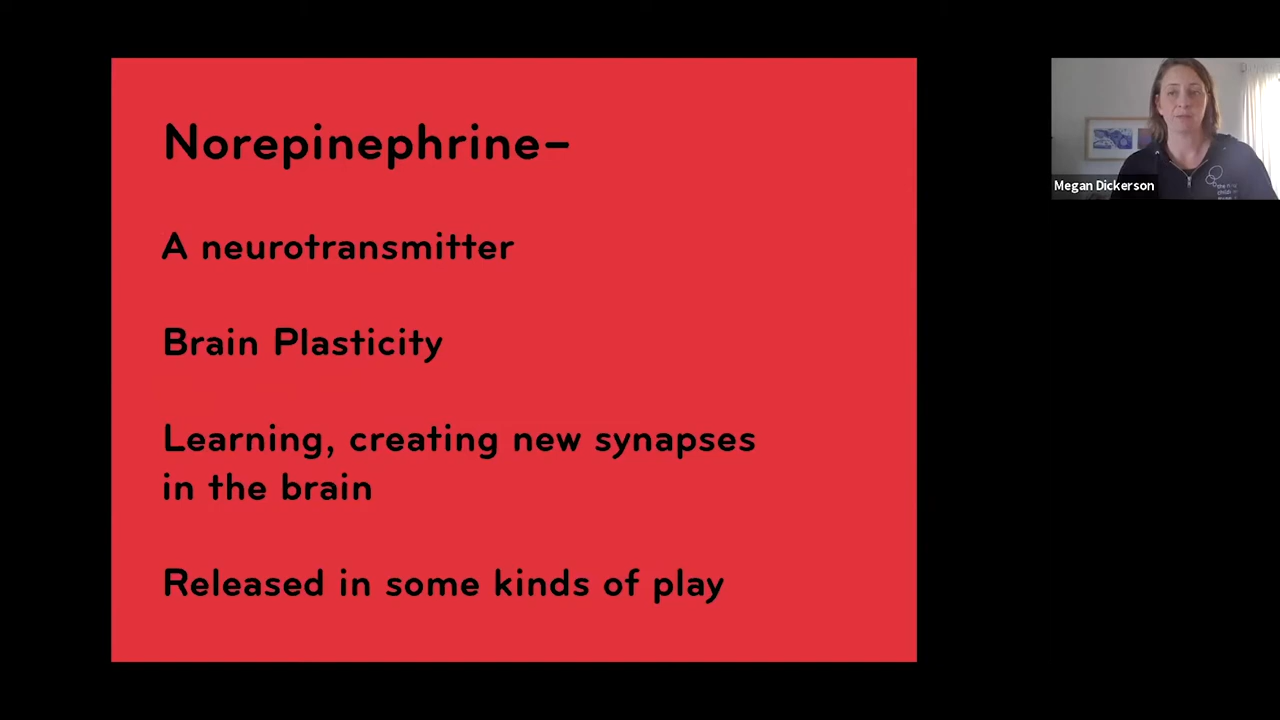 Norepinephrine–
A neurotransmitter
Brain Plasticity
Learning, creating new synapses
in the brain
Released in some kinds of play
Megan Dickerson